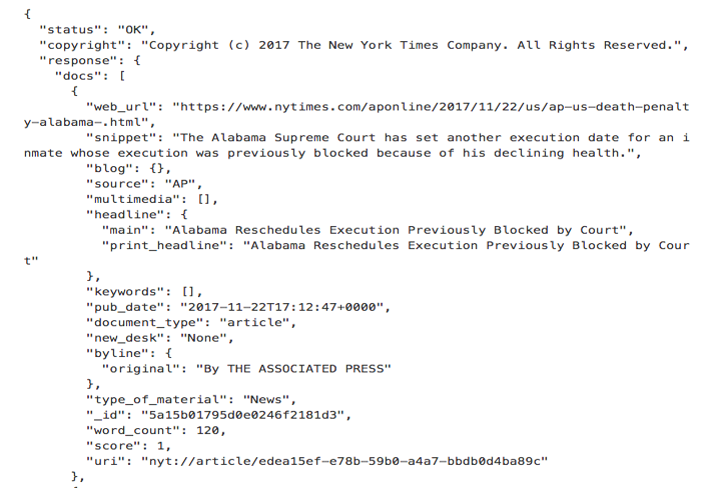 {
"status": "OK",
"copyright": "Copyright (c) 2017 The New York Times Company. All Rights Reserved.",
"response": {
"docs": [
{
"web_url": "https://www.nytimes.com/aponline/2017/11/22/us/ap-us-death-penalt
y-alabama-.html",
"snippet": "The Alabama Supreme Court has set another execution date for an i
nmate whose execution was previously blocked because of his declining health.",
"blog": {},
"source": "AP",
"multimedia": [],
"headline": {
"main": "Alabama Reschedules Execution Previously Blocked by Court",
"print_headline": "Alabama Reschedules Execution Previously Blocked by Cour
t"
},
"keywords": [],
"pub_date": "2017-11-22T17:12:47+0000",
"document_type": "article",
"new_desk": "None",
"byline": {
"original": "By THE ASSOCIATED PRESS"
},
"type_of_material": "News",
"_id": "5a15b01795d0e0246f2181d3",
"word_count": 120,
"score": 1,
"uri": "nyt://article/edea15ef-e78b-59b0-a4a7-bbdb0d4ba89c"
},